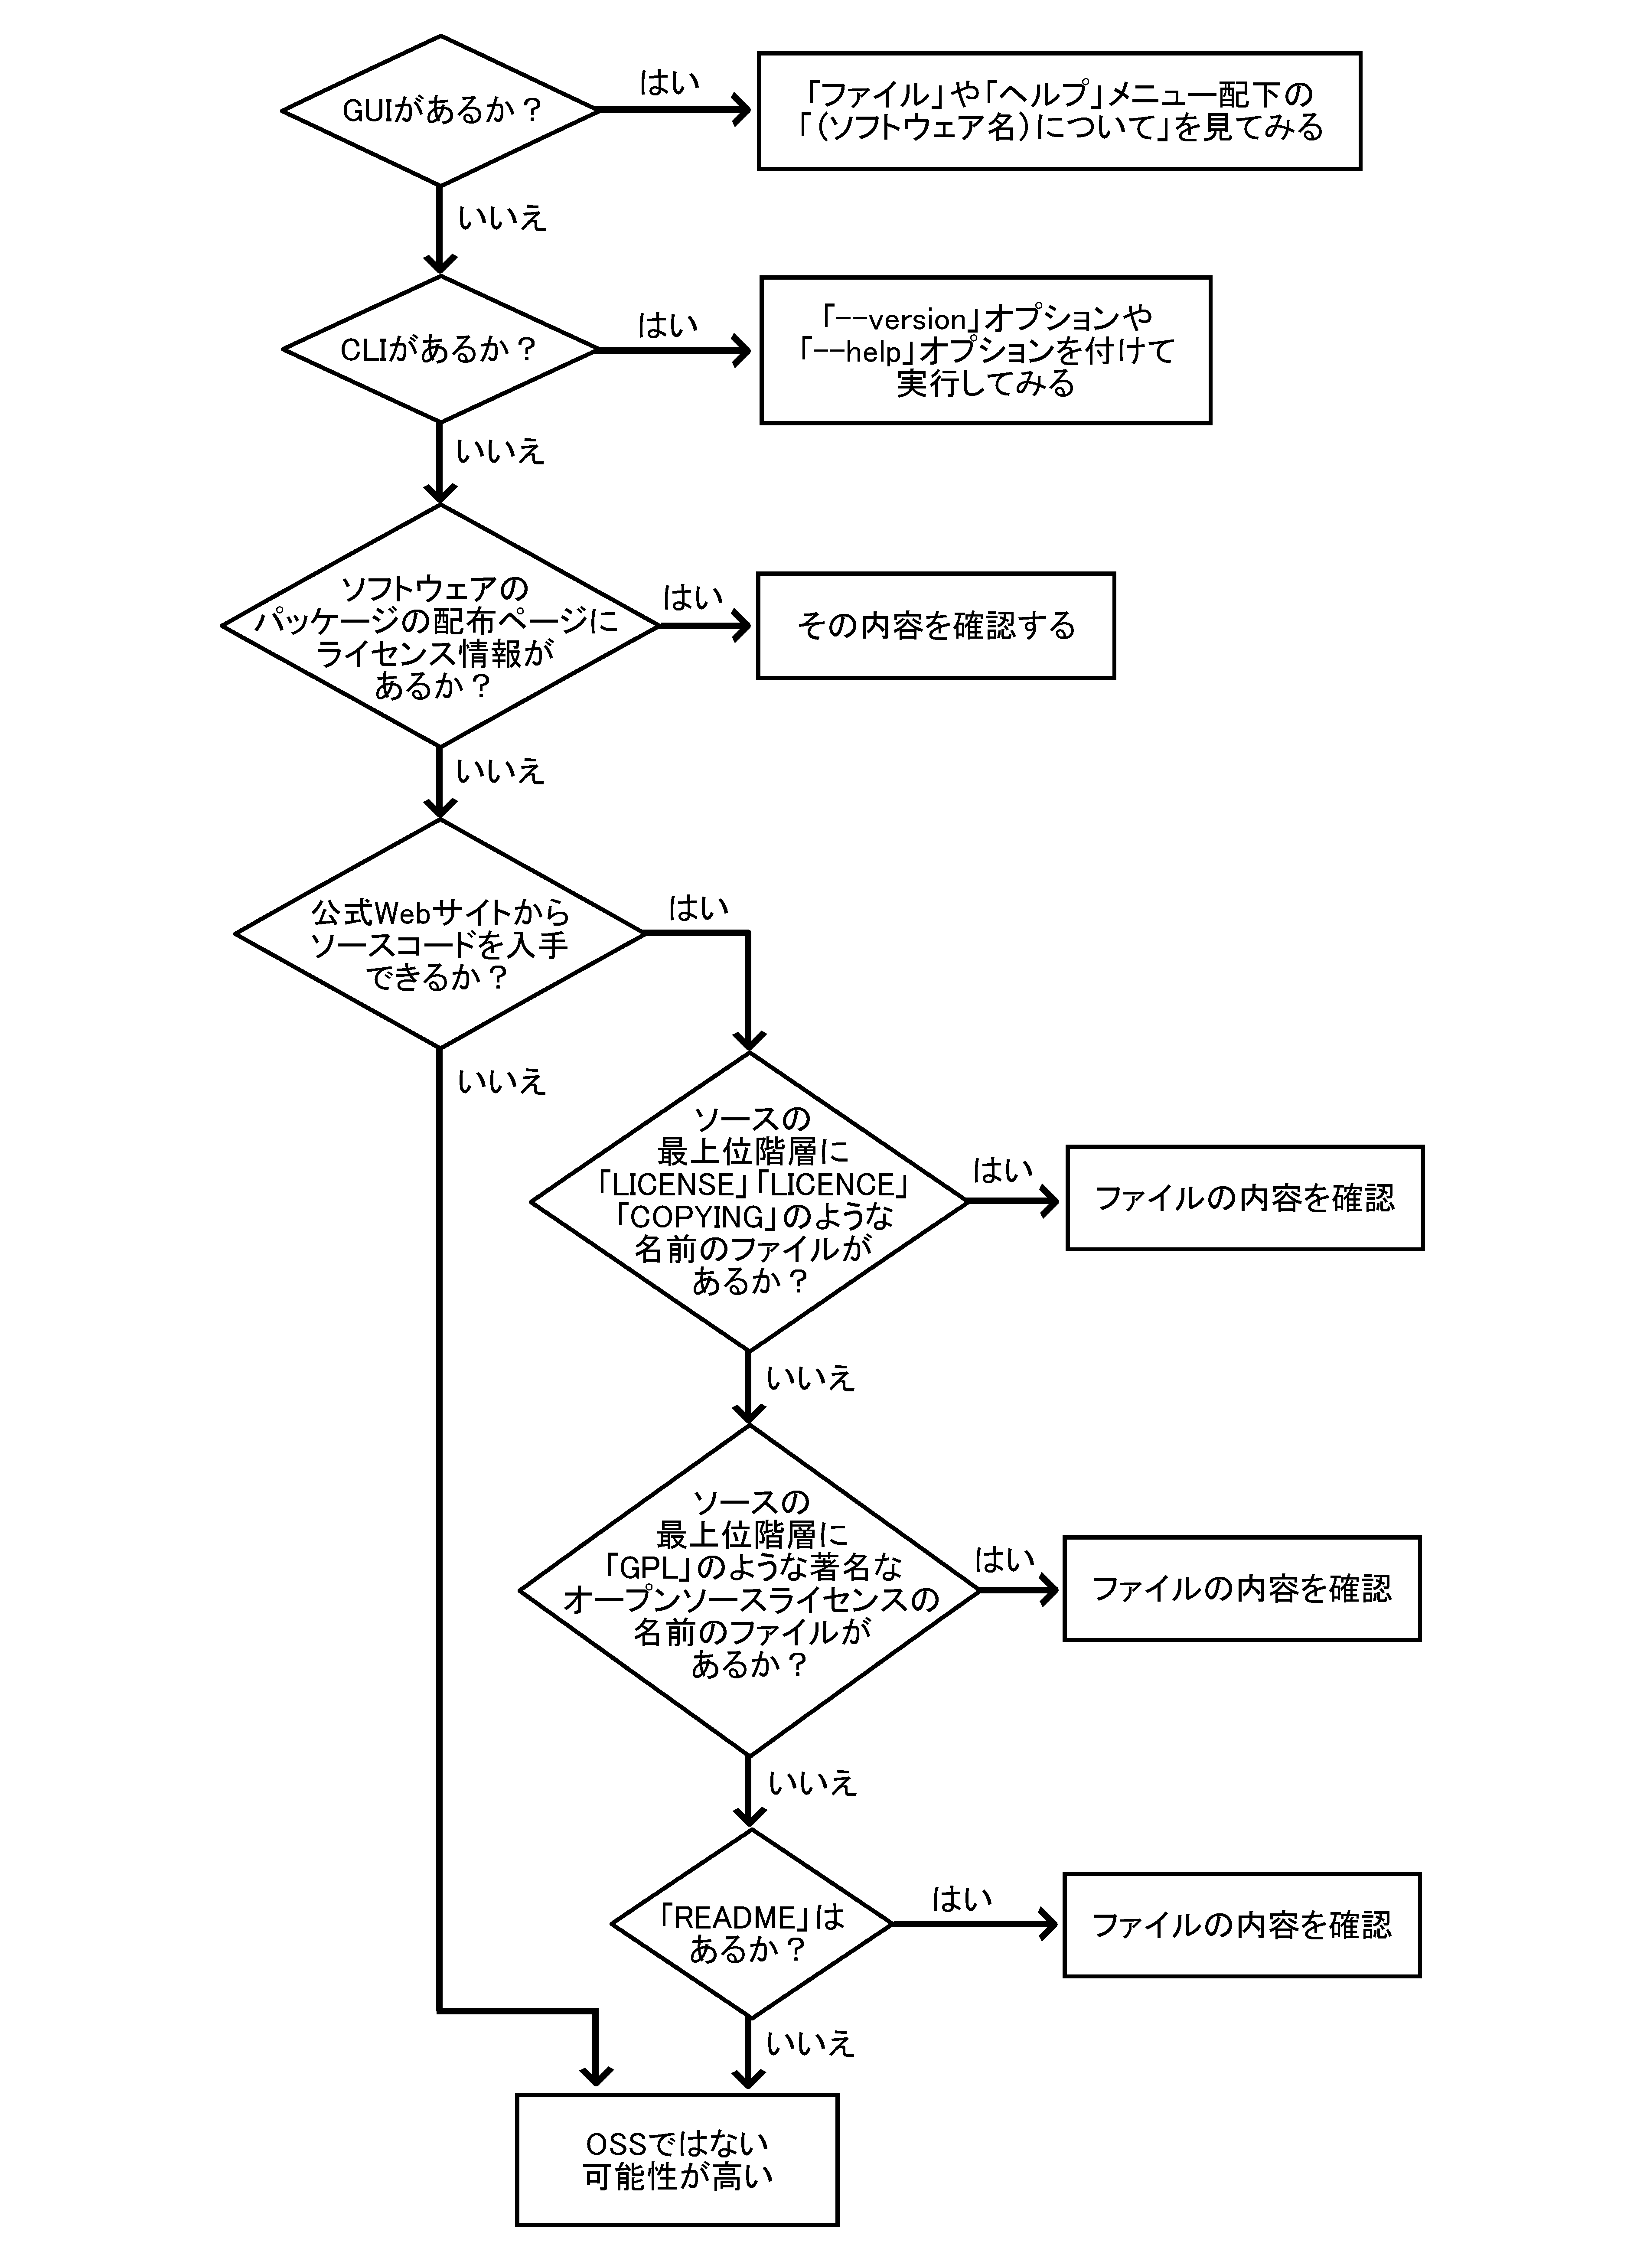 GUIがあるか？
はい
「ファイル」や「ヘルプ」メニュー配下の
「（ソフトウェア名）について」を見てみる
いいえ
CLIがあるか？
はい
「--version」オプションや
「--help」オプションを付けて
実行してみる
いいえ
ソフトウェアの
パッケージの配布ページに
ライセンス情報が
あるか？
はい
その内容を確認する
いいえ
公式Webサイトから
ソースコードを入手
できるか？
はい
いいえ
ソースの
最上位階層に
「LICENSE」「LICENCE」
「COPYING」のような
名前のファイルが
あるか？
はい
ファイルの内容を確認
いいえ
ソースの
最上位階層に
「GPL」のような著名な
オープンソースライセンスの
名前のファイルが
あるか？
はい
ファイルの内容を確認
いいえ
「README」は
あるか？
はい
ファイルの内容を確認
いいえ
OSSではない
可能性が高い